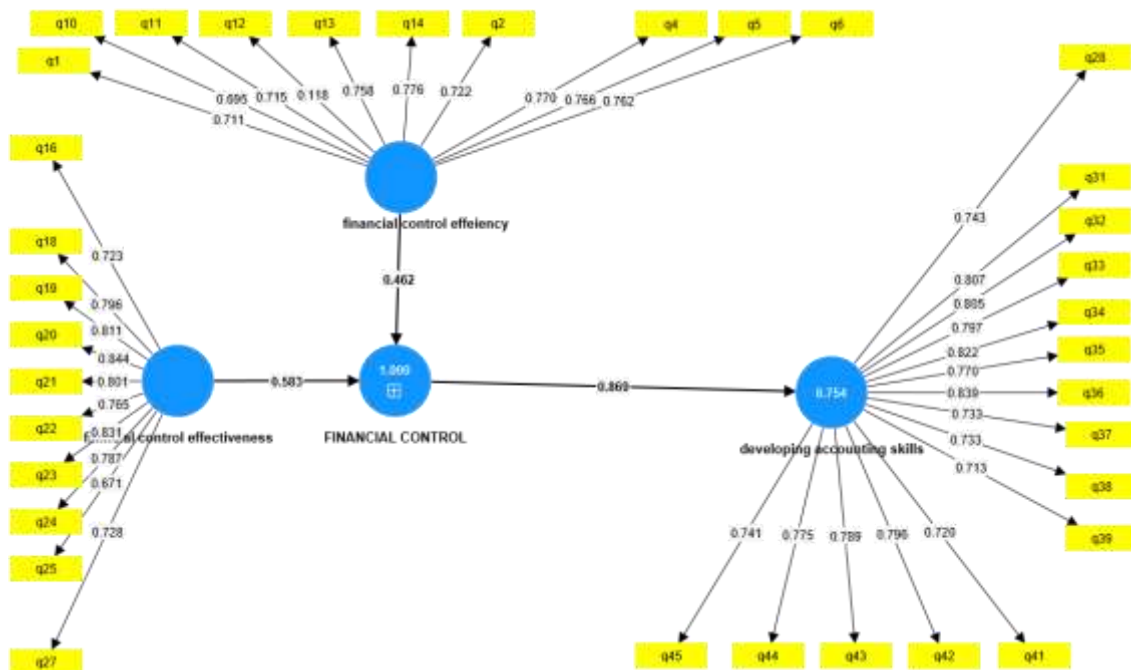 q10
q11
q12
q13
q14
q2
q4
q5
q6
q1
q28
0.695
0.715
0.118
0.758
0.776
0.722
0.770
0.766
0.762
0.711
q16
q31
financial control effeiency
0.743
q32
q18
0.723
q33
0.462
0.807
0.805
q19
0.796
0.797
q34
q20
0.811
0.822
q35
0.844
1.000
0.770
q21
0.801
0.583
0.869
0.754
0.839
q36
0.765
0.733
q22
0.831
control effectiveness
FINANCIAL CONTROL
developing accounting skills
0.733
q37
q23
0.787
0.713
0.671
q38
q24
0.728
0.741
0.775
0.789
0.796
0.720
q39
q25
q27
q45
q44
q43
q42
q41